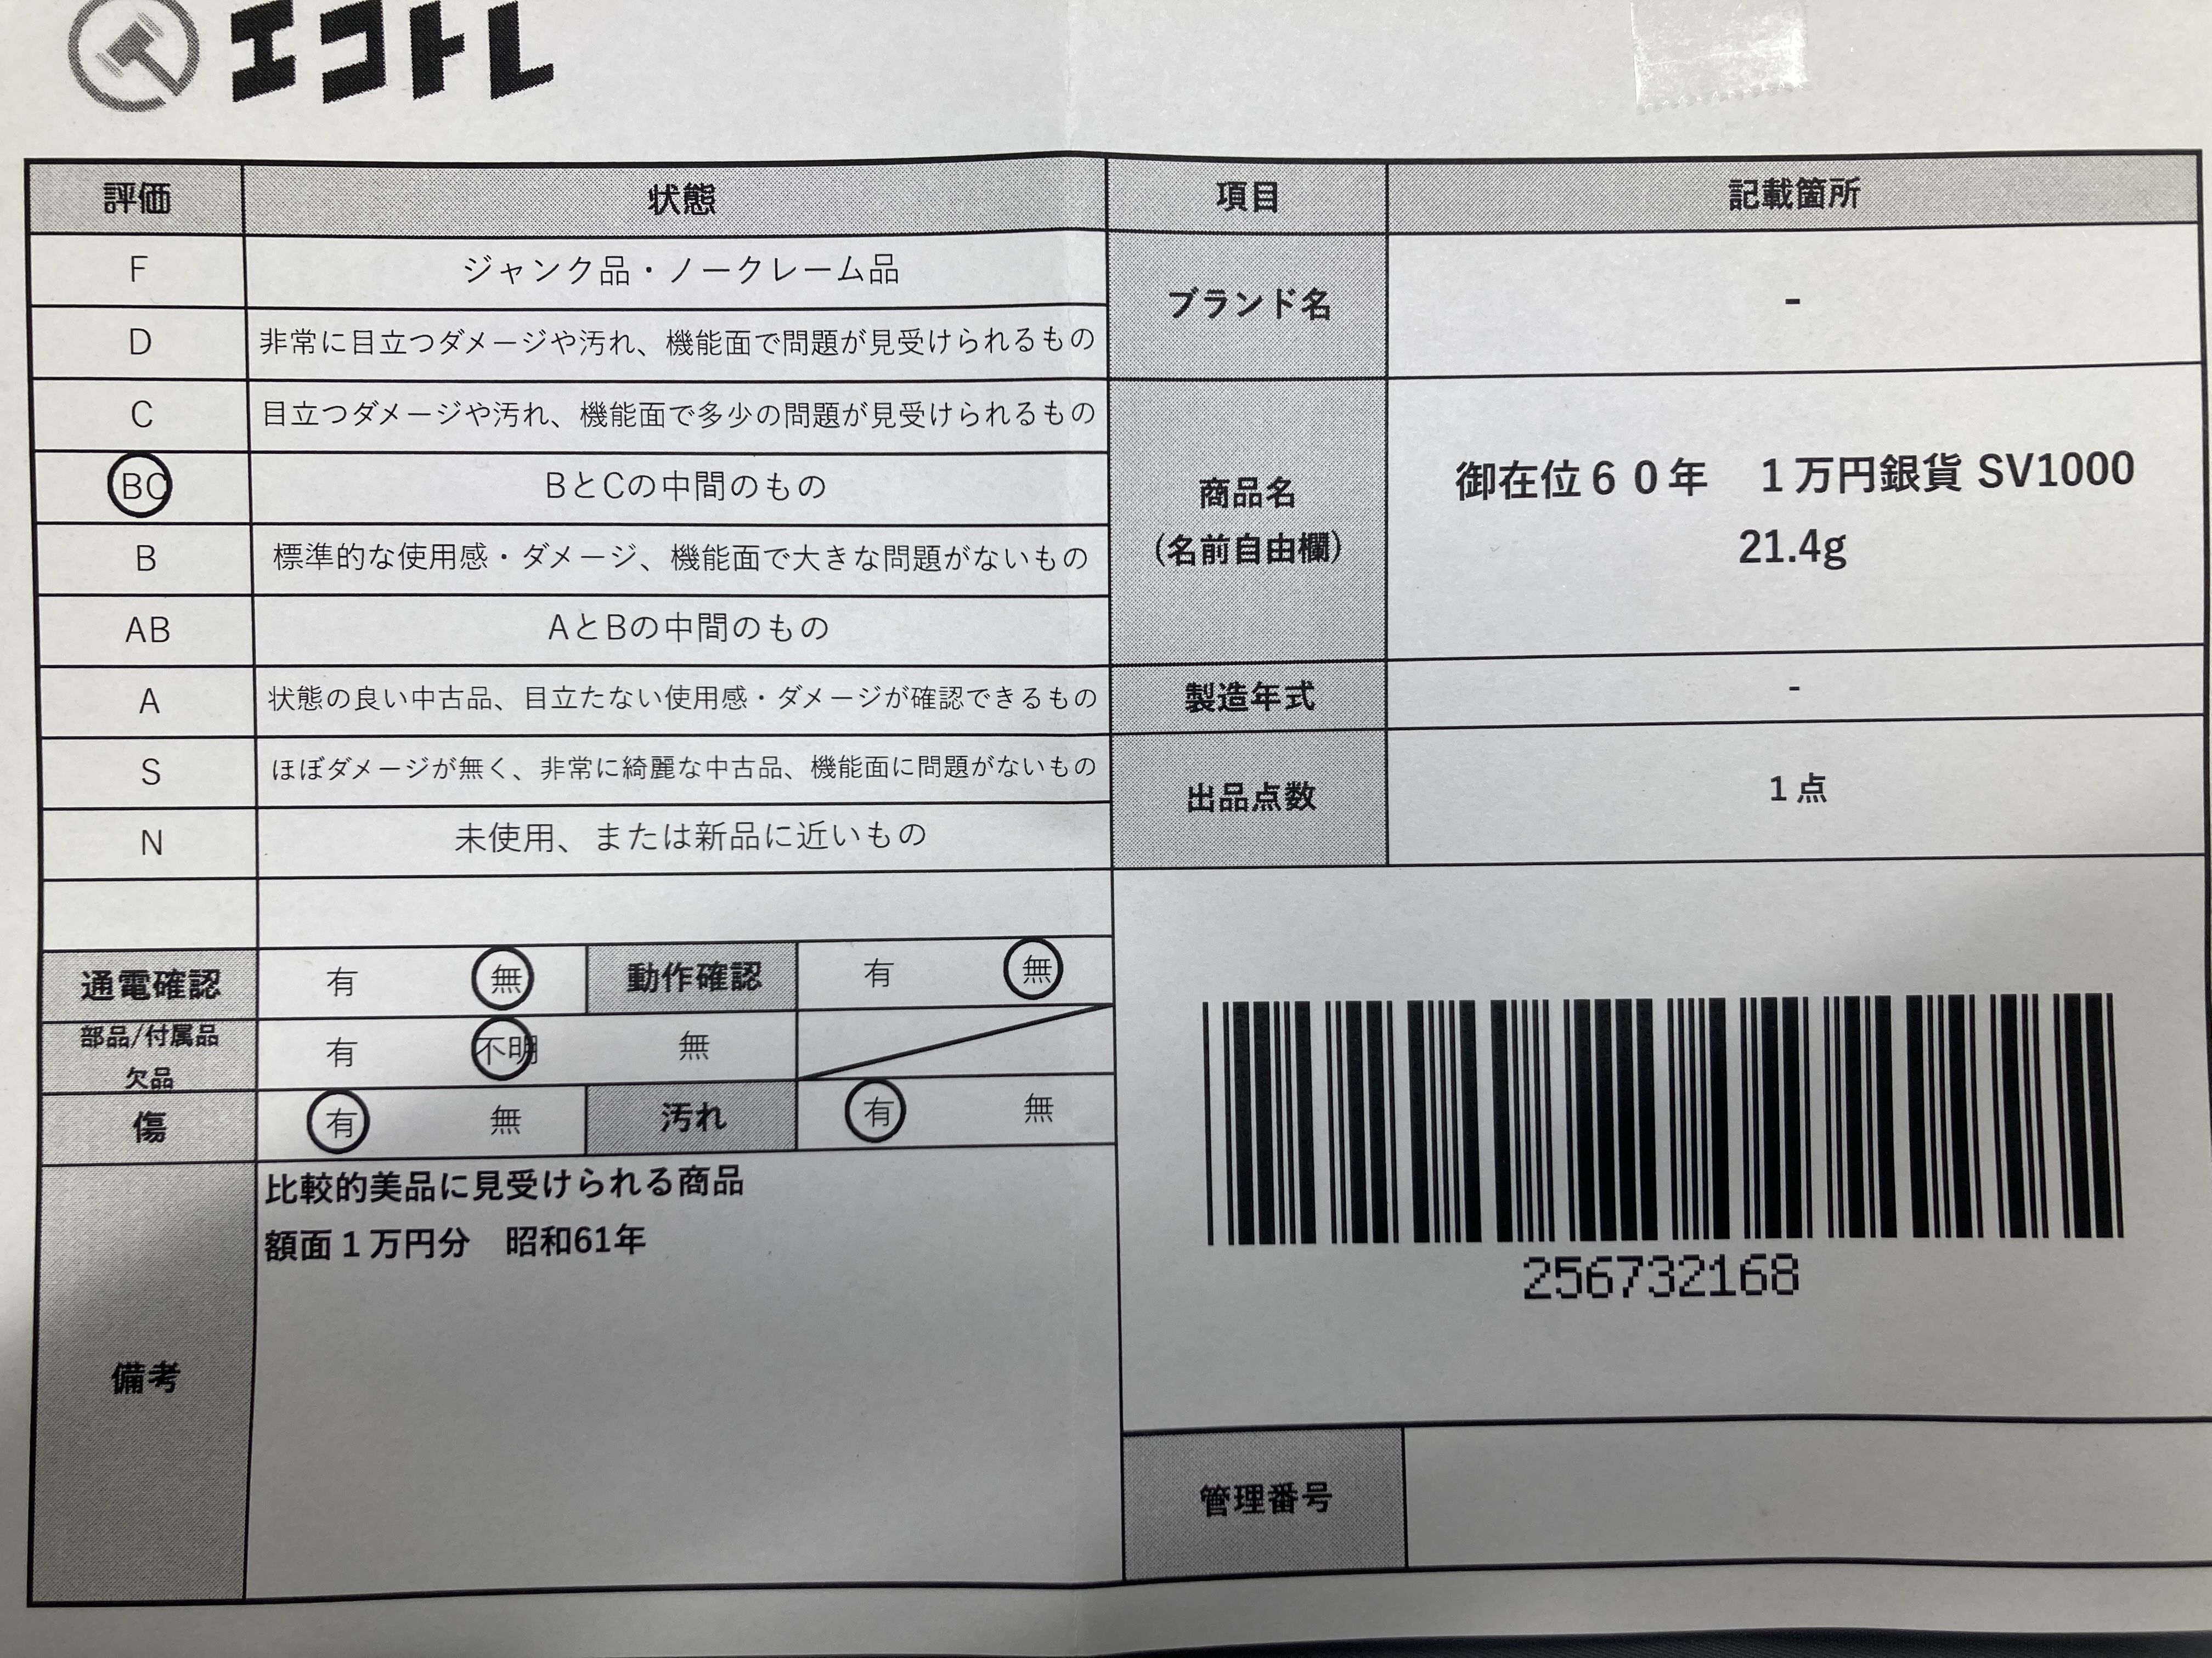 エコトレ
評価 状態 項目 記載箇所
F ジャンク品・ノークレーム品
ブランド名 -
D 非常に目立つダメージや汚れ、機能面で問題が見受けられるもの
C 目立つダメージや汚れ、機能面で多少の問題が見受けられるもの
BC BとCの中間のもの
商品名
（名前自由欄）
御在位６０年　１万円銀貨 SV1000
21.4g
B 標準的な使用感・ダメージ、機能面で大きな問題がないもの
AB AとBの中間のもの
A 状態の良い中古品、目立たない使用感・ダメージが確認できるもの
製造年式 -
S ほぼダメージが無く、非常に綺麗な中古品、機能面に問題がないもの
出品点数 １点
N 未使用、または新品に近いもの
通電確認 有 無 動作確認 有 無
部品/付属品
欠品
有 不明 無
傷 有 無 汚れ 有 無
備考
比較的美品に見受けられる商品
額面１万円分　昭和61年
256732168
管理番号